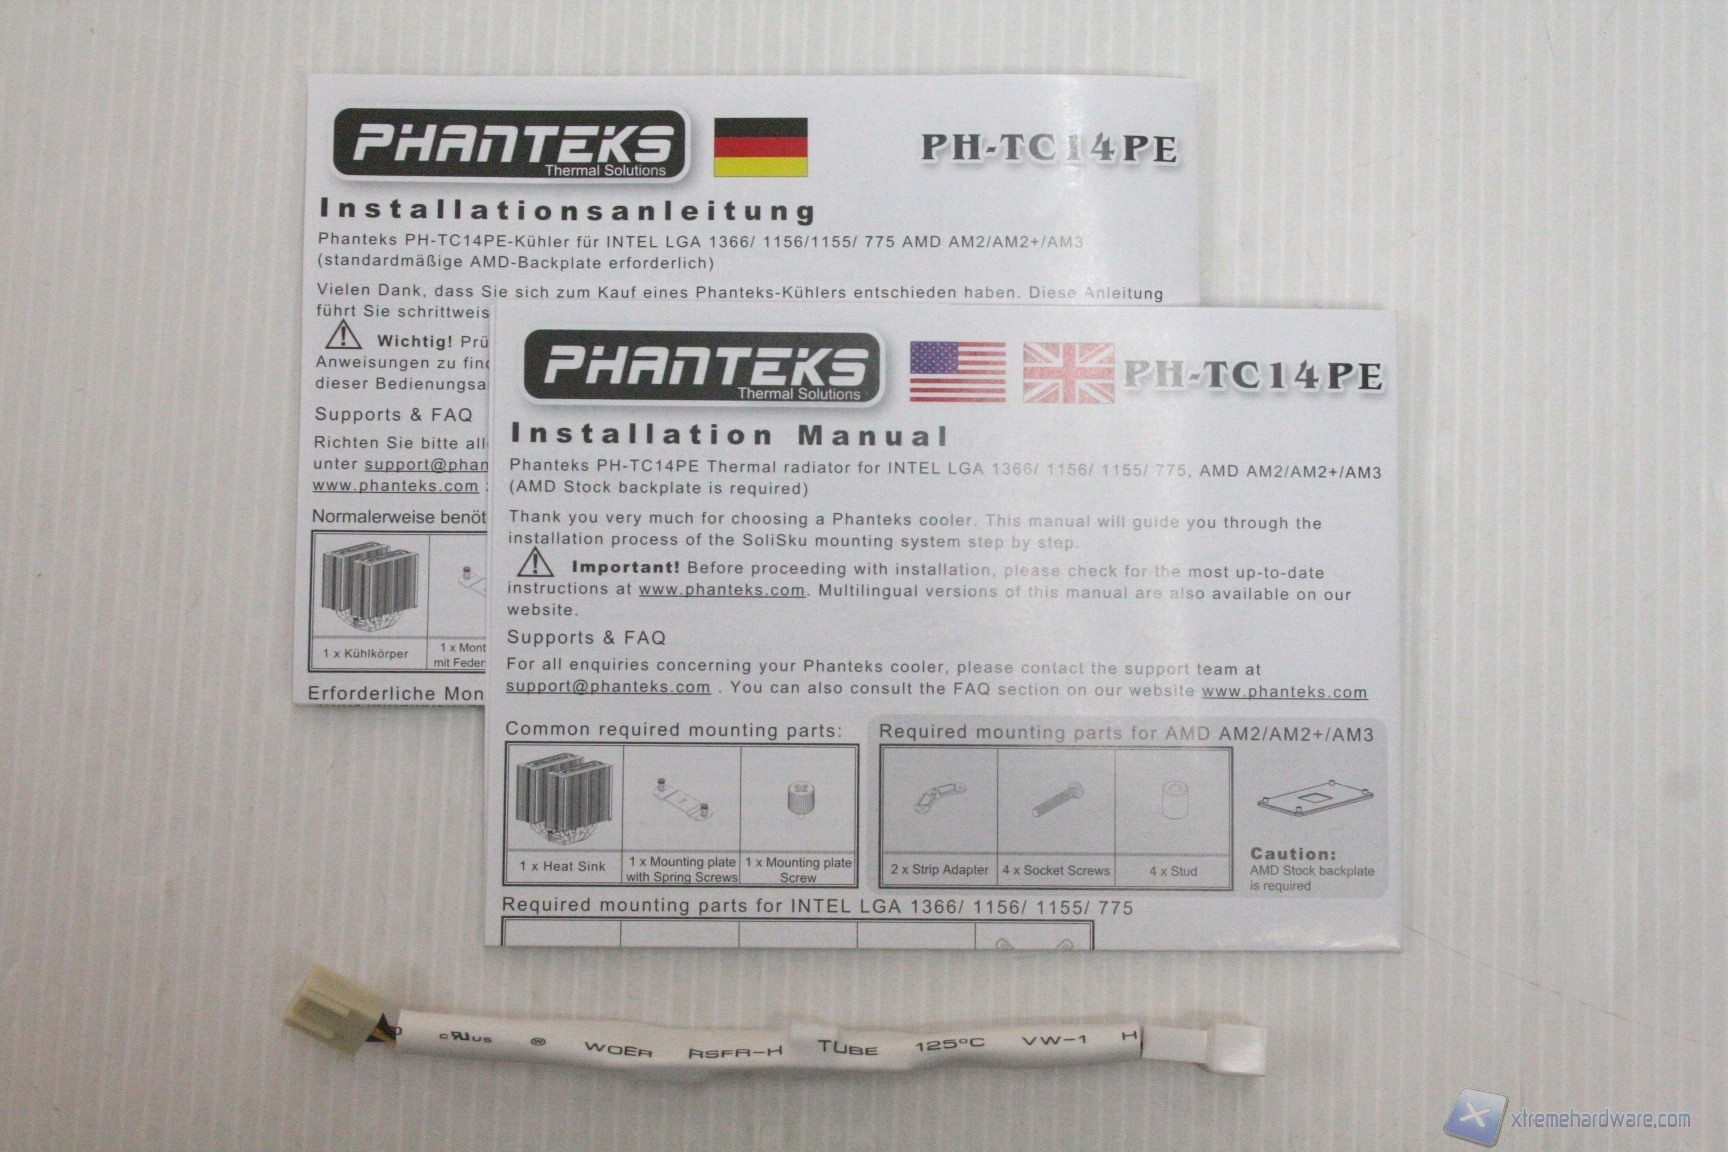 PHANTEKS
Thermal Solutions
PH-TC14PE
Installationsanleitung
Phanteks PH-TC14PE-Kühler für INTEL LGA 1366/ 1156/1155/ 775 AMD AM2/AM2+/AM3
(standardmäßige AMD-Backplate erforderlich)
Vielen Dank, dass Sie sich zum Kauf eines Phanteks-Kühlers entschieden haben. Diese Anleitung
führt Sie schrittweis
Wichtig! Prü
Anweisungen zu find
dieser Bedienungsa
Supports & FAQ
Richten Sie bitte all
unter support@phan
www.phanteks.com
Normalerweise benöt
1 x Kühlkörper
1 x Mont
mit Feder
Erforderliche Mon
PHANTEKS
Thermal Solutions
PH-TC14PE
Installation Manual
Phanteks PH-TC14PE Thermal radiator for INTEL LGA 1366/ 1156/ 1155/ 775, AMD AM2/AM2+/AM3
(AMD Stock backplate is required)
Thank you very much for choosing a Phanteks cooler. This manual will guide you through the
installation process of the SoliSku mounting system step by step.
Important! Before proceeding with installation, please check for the most up-to-date
instructions at www.phanteks.com. Multilingual versions of this manual are also available on our
website.
Supports & FAQ
For all enquiries concerning your Phanteks cooler, please contact the support team at
support@phanteks.com . You can also consult the FAQ section on our website www.phanteks.com
Common required mounting parts:
1 x Heat Sink
1 x Mounting plate
with Spring Screws
1 x Mounting plate
Screw
Required mounting parts for AMD AM2/AM2+/AM3
2 x Strip Adapter
4 x Socket Screws
4 x Stud
Caution:
AMD Stock backplate
is required
Required mounting parts for INTEL LGA 1366/ 1156/ 1155/ 775
cRUus ® WOER RSFR-H TUBE 125°C VW-1 H
xtremehardware.com